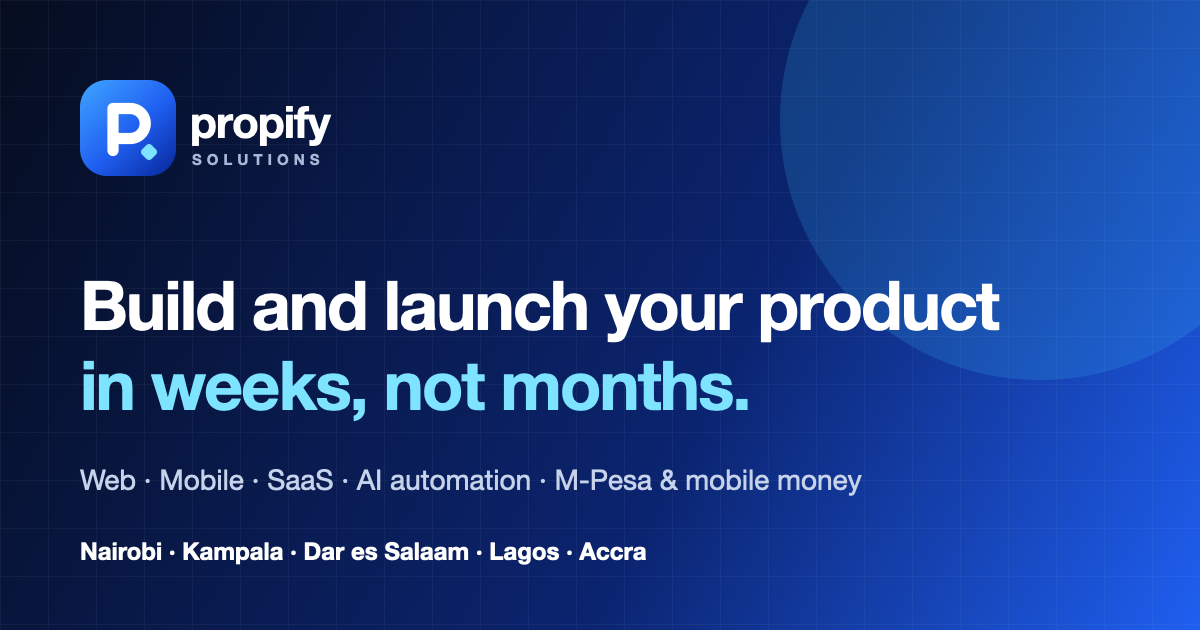 propify
SOLUTIONS
Build and launch your product
in weeks, not months.
Web · Mobile · SaaS · AI automation · M-Pesa & mobile money
Nairobi · Kampala · Dar es Salaam · Lagos · Accra